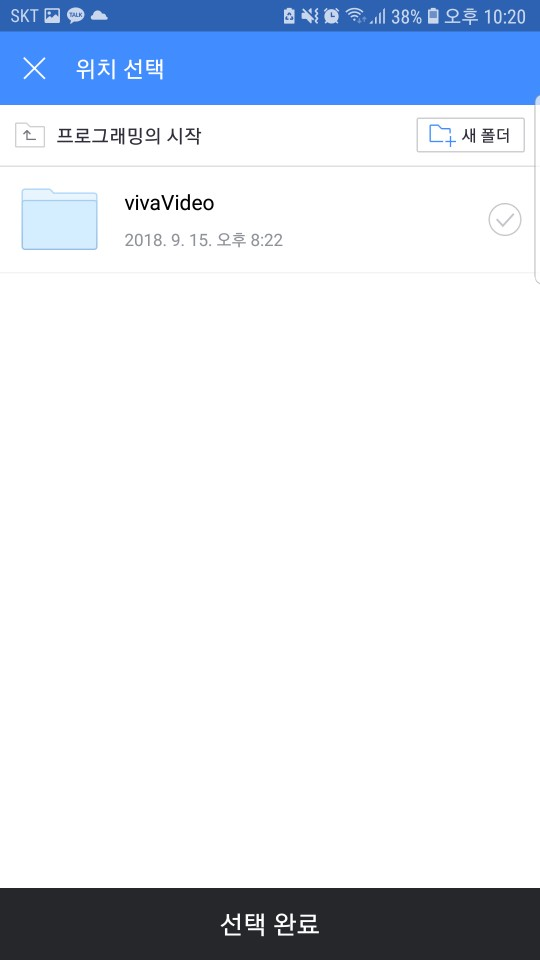 SKT TALK 38% 오후 10:20
위치 선택
프로그래밍의 시작 새 폴더
vivaVideo
2018. 9. 15. 오후 8:22
선택 완료